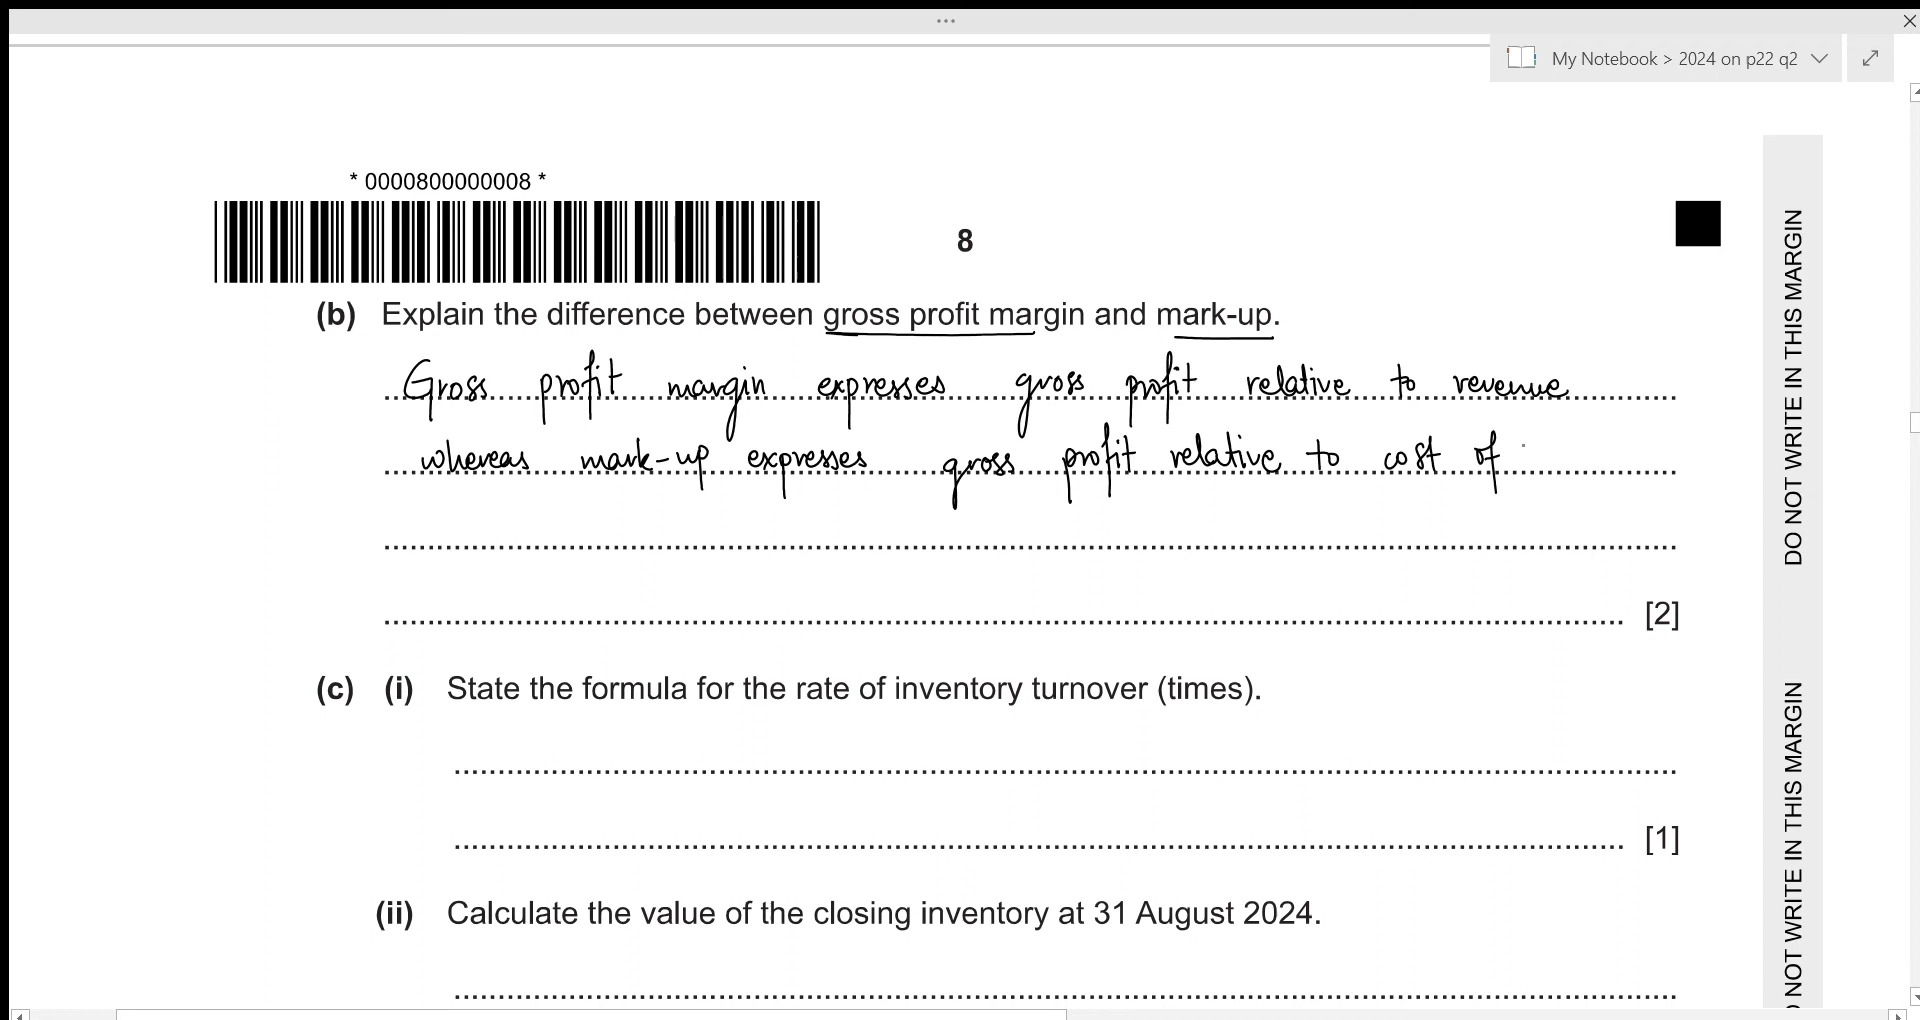 ...
My Notebook > 2024 on p22 q2
* 0000800000008 *
8
(b) Explain the difference between gross profit margin and mark-up.
Gross profit margin expresses gross profit relative to revenue
whereas mark-up expresses gross profit relative to cost of
[2]
(c) (i) State the formula for the rate of inventory turnover (times).
[1]
(ii) Calculate the value of the closing inventory at 31 August 2024.
DO NOT WRITE IN THIS MARGIN
NOT WRITE IN THIS MARGIN